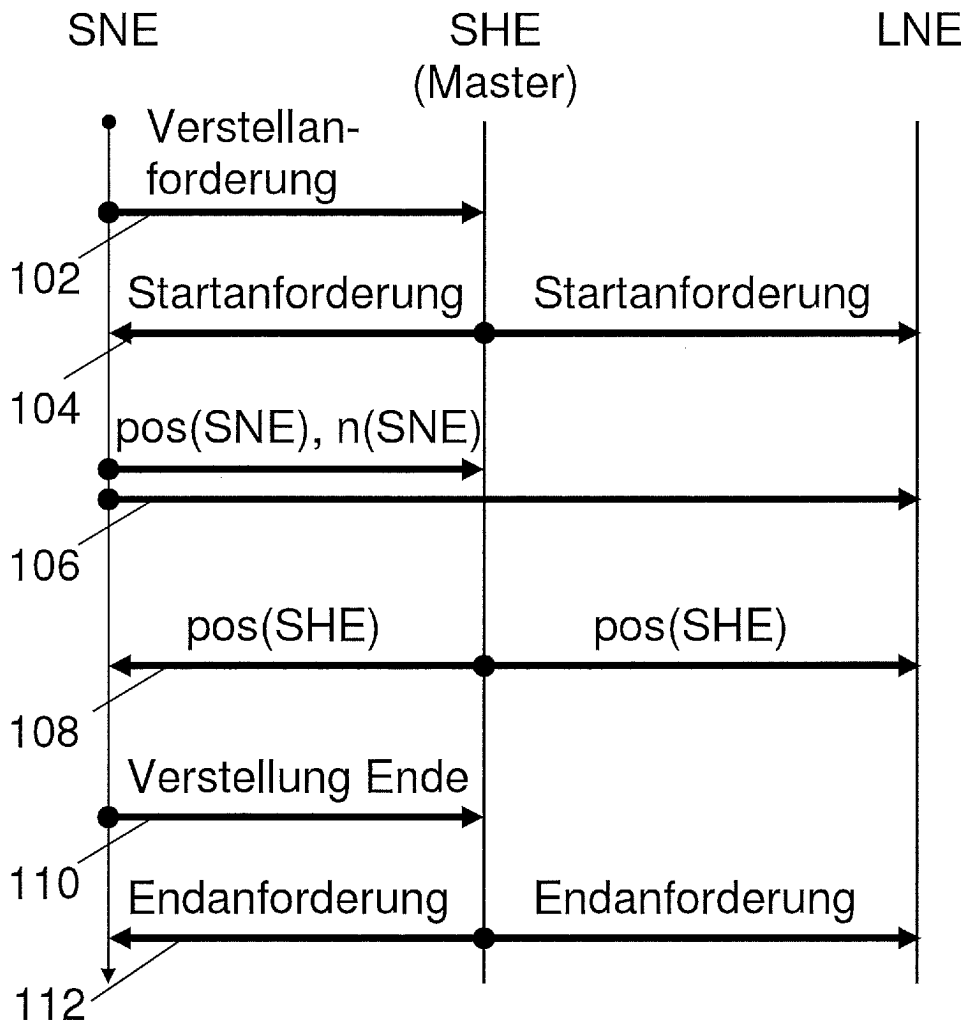 SNE SHE LNE
(Master)
Verstellan-
forderung
102
Startanforderung Startanforderung
104
pos(SNE), n(SNE)
106
pos(SHE) pos(SHE)
108
Verstellung Ende
110
Endanforderung Endanforderung
112